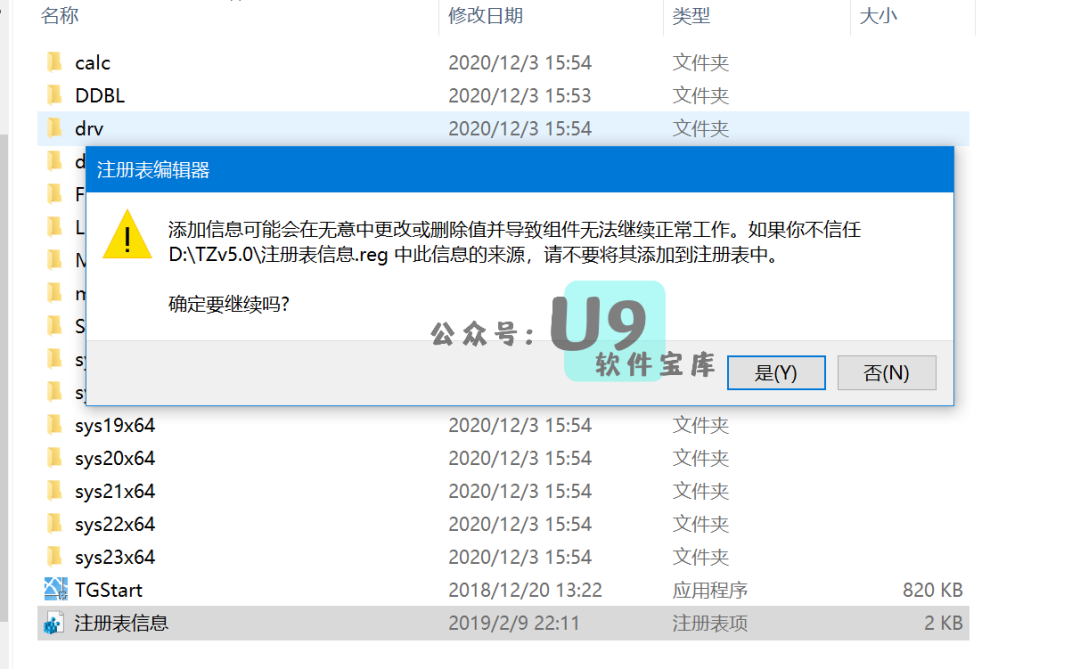 名称 修改日期 类型 大小
calc 2020/12/3 15:54 文件夹
DDBL 2020/12/3 15:53 文件夹
drv 2020/12/3 15:54 文件夹
注册表编辑器
添加信息可能会在无意中更改或删除值并导致组件无法继续正常工作。如果你不信任
D:\TZv5.0\注册表信息.reg 中此信息的来源，请不要将其添加到注册表中。
确定要继续吗?
公众号：U9
软件宝库
是(Y) 否(N)
sys19x64 2020/12/3 15:54 文件夹
sys20x64 2020/12/3 15:54 文件夹
sys21x64 2020/12/3 15:54 文件夹
sys22x64 2020/12/3 15:54 文件夹
sys23x64 2020/12/3 15:54 文件夹
TGStart 2018/12/20 13:22 应用程序 820 KB
注册表信息 2019/2/9 22:11 注册表项 2 KB